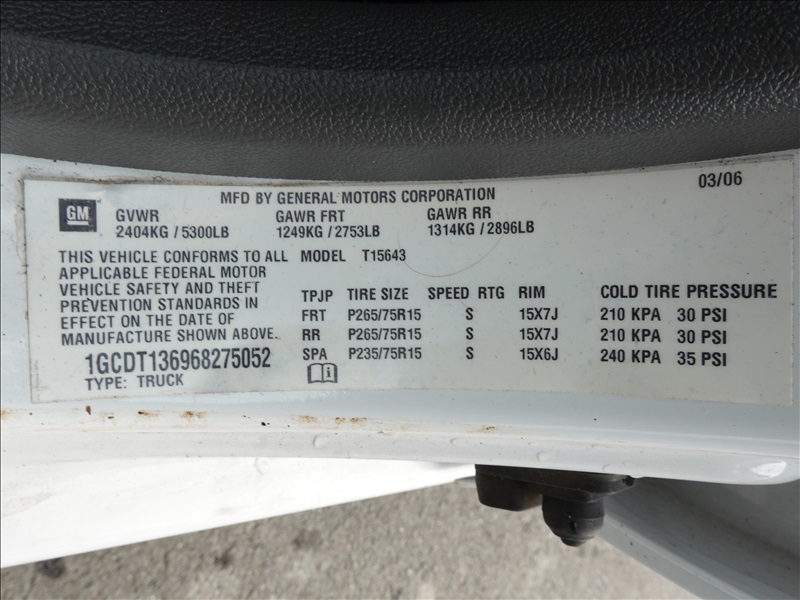 MFD BY GENERAL MOTORS CORPORATION 03/06
GM GVWR GAWR FRT GAWR RR
2404KG / 5300LB 1249KG / 2753LB 1314KG / 2896LB
THIS VEHICLE CONFORMS TO ALL MODEL T15643
APPLICABLE FEDERAL MOTOR
VEHICLE SAFETY AND THEFT
PREVENTION STANDARDS IN
EFFECT ON THE DATE OF
MANUFACTURE SHOWN ABOVE.
TPJP TIRE SIZE SPEED RTG RIM COLD TIRE PRESSURE
FRT P265/75R15 S 15X7J 210 KPA 30 PSI
RR P265/75R15 S 15X7J 210 KPA 30 PSI
SPA P235/75R15 S 15X6J 240 KPA 35 PSI
1GCDT136968275052
TYPE: TRUCK